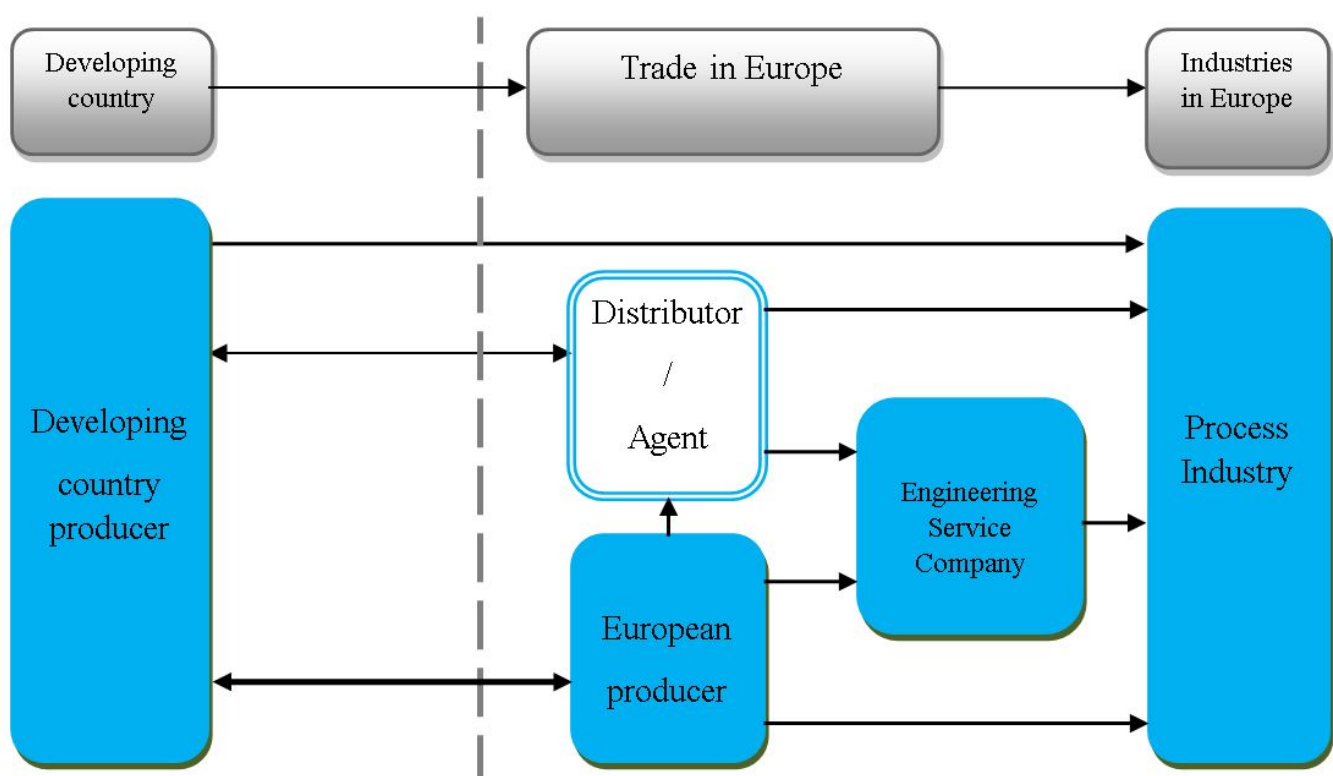 Developing
country
Trade in Europe
Industries
in Europe
Developing
country
producer
Distributor
/
Agent
European
producer
Engineering
Service
Company
Process
Industry